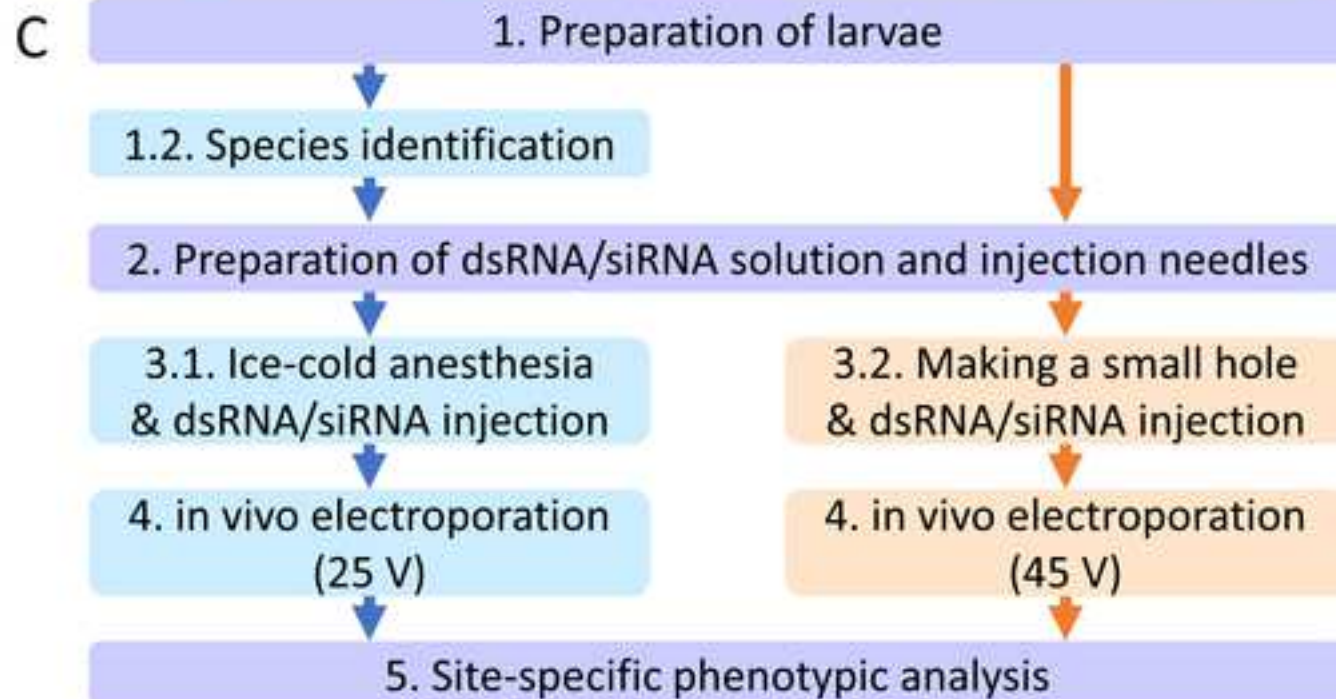 C
1. Preparation of larvae
1.2. Species identification
2. Preparation of dsRNA/siRNA solution and injection needles
3.1. Ice-cold anesthesia
& dsRNA/siRNA injection
3.2. Making a small hole
& dsRNA/siRNA injection
4. in vivo electroporation
(25 V)
4. in vivo electroporation
(45 V)
5. Site-specific phenotypic analysis